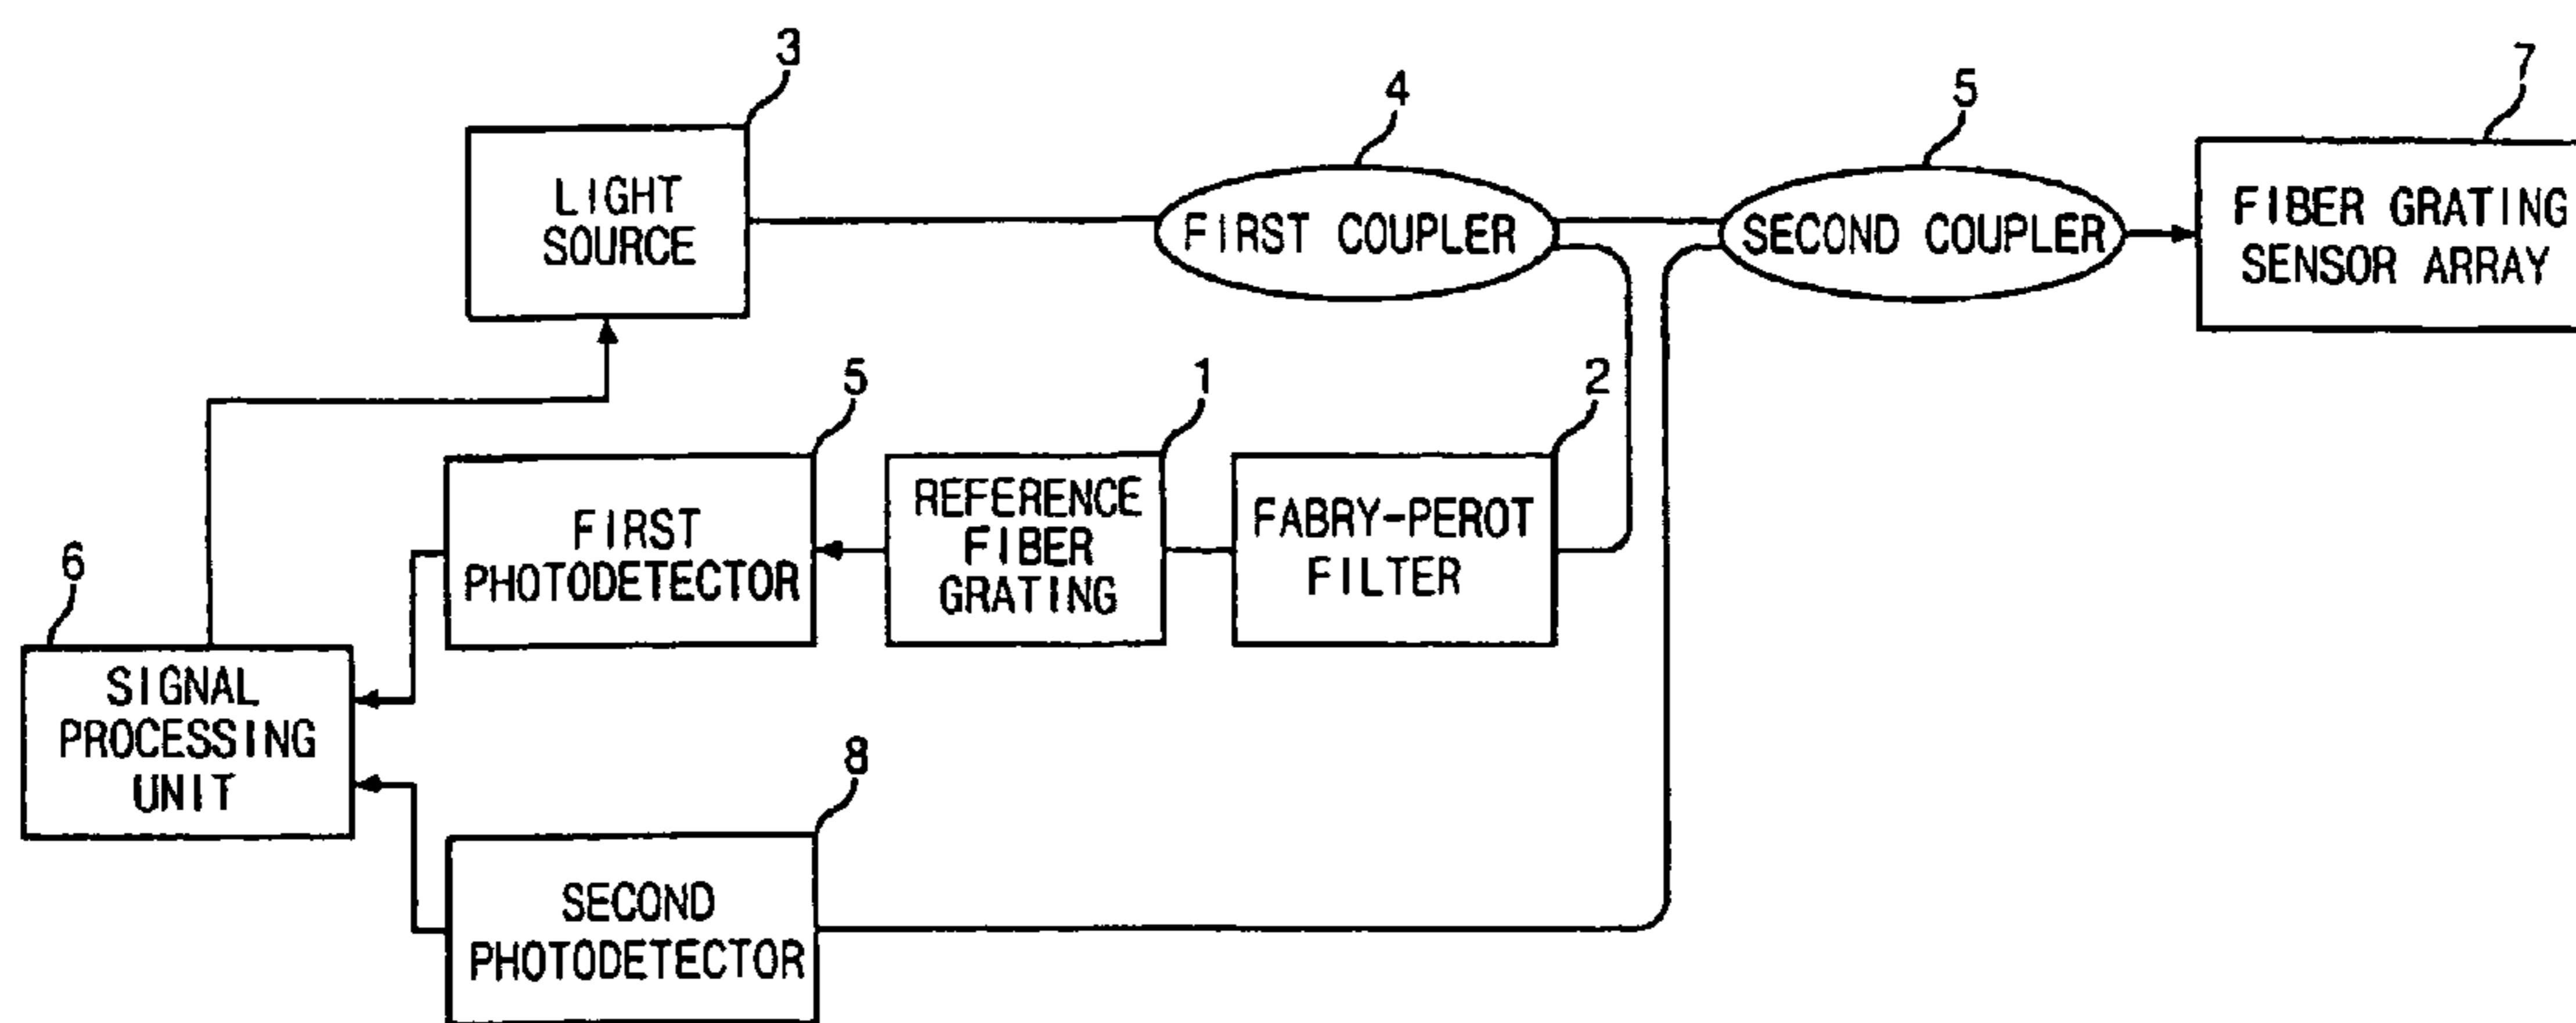 3
LIGHT
SOURCE
4
FIRST COUPLER
5
SECOND COUPLER
7
FIBER GRATING
SENSOR ARRAY
5
FIRST
PHOTODETECTOR
1
REFERENCE
FIBER
GRATING
2
FABRY-PEROT
FILTER
6
SIGNAL
PROCESSING
UNIT
8
SECOND
PHOTODETECTOR